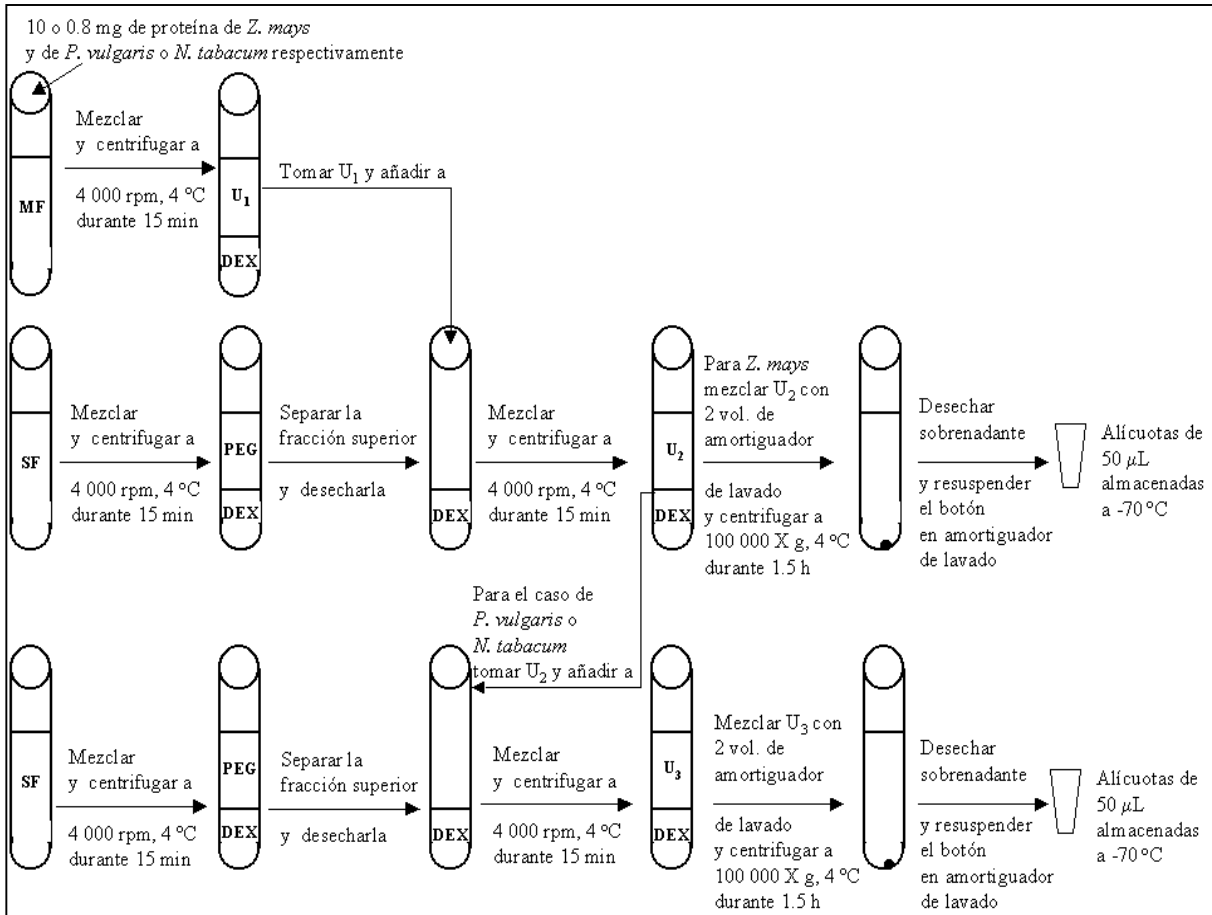 10 o 0.8 mg de proteína de Z. mays
y de P. vulgaris o N. tabacum respectivamente
MF
Mezclar
y centrifugar a
4 000 rpm, 4 °C
durante 15 min
U1
DEX
Tomar U1 y añadir a
SF
Mezclar
y centrifugar a
4 000 rpm, 4 °C
durante 15 min
PEG
DEX
Separar la
fracción superior
y desecharla
DEX
Mezclar
y centrifugar a
4 000 rpm, 4 °C
durante 15 min
U2
DEX
Para Z. mays
mezclar U2 con
2 vol. de
amortiguador
de lavado
y centrifugar a
100 000 X g, 4 °C
durante 1.5 h
Desechar
sobrenadante
y resuspender
el botón
en amortiguador
de lavado
Alícuotas de
50 µL
almacenadas
a -70 °C
Para el caso de
P. vulgaris o
N. tabacum
tomar U2 y añadir a
SF
Mezclar
y centrifugar a
4 000 rpm, 4 °C
durante 15 min
PEG
DEX
Separar la
fracción superior
y desecharla
DEX
Mezclar
y centrifugar a
4 000 rpm, 4 °C
durante 15 min
U3
DEX
Mezclar U3 con
2 vol. de
amortiguador
de lavado
y centrifugar a
100 000 X g, 4 °C
durante 1.5 h
Desechar
sobrenadante
y resuspender
el botón
en amortiguador
de lavado
Alícuotas de
50 µL
almacenadas
a -70 °C